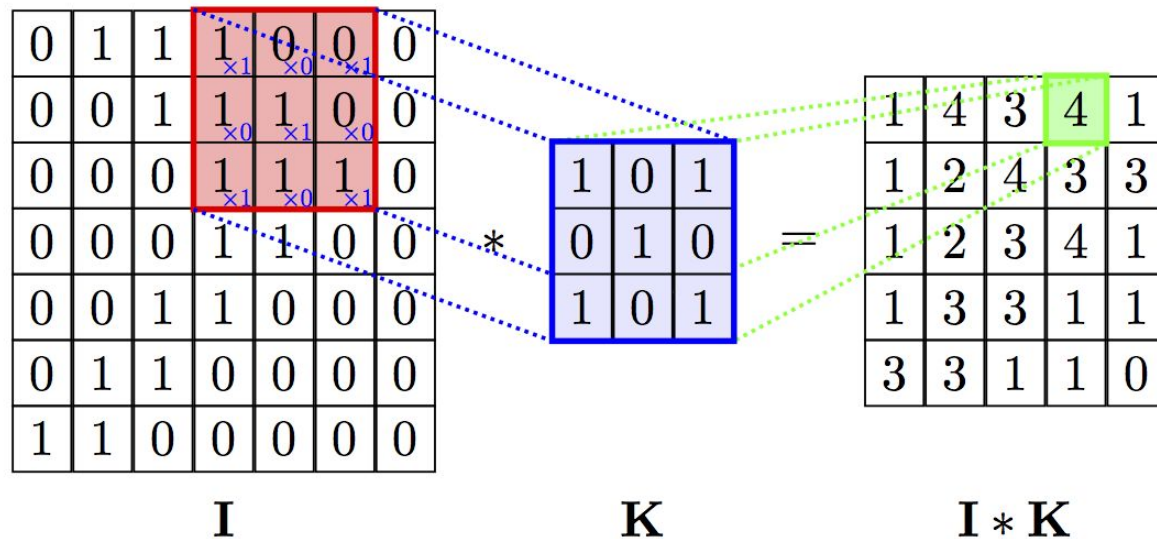 0 1 1 1 0 0 0
×1 ×0 ×1
0 0 1 1 1 0 0
×0 ×1 ×0
0 0 0 1 1 1 0
×1 ×0 ×1
0 0 0 1 1 0 0
0 0 1 1 0 0 0
0 1 1 0 0 0 0
1 1 0 0 0 0 0
I
*
1 0 1
0 1 0
1 0 1
K
=
1 4 3 4 1
1 2 4 3 3
1 2 3 4 1
1 3 3 1 1
3 3 1 1 0
I * K